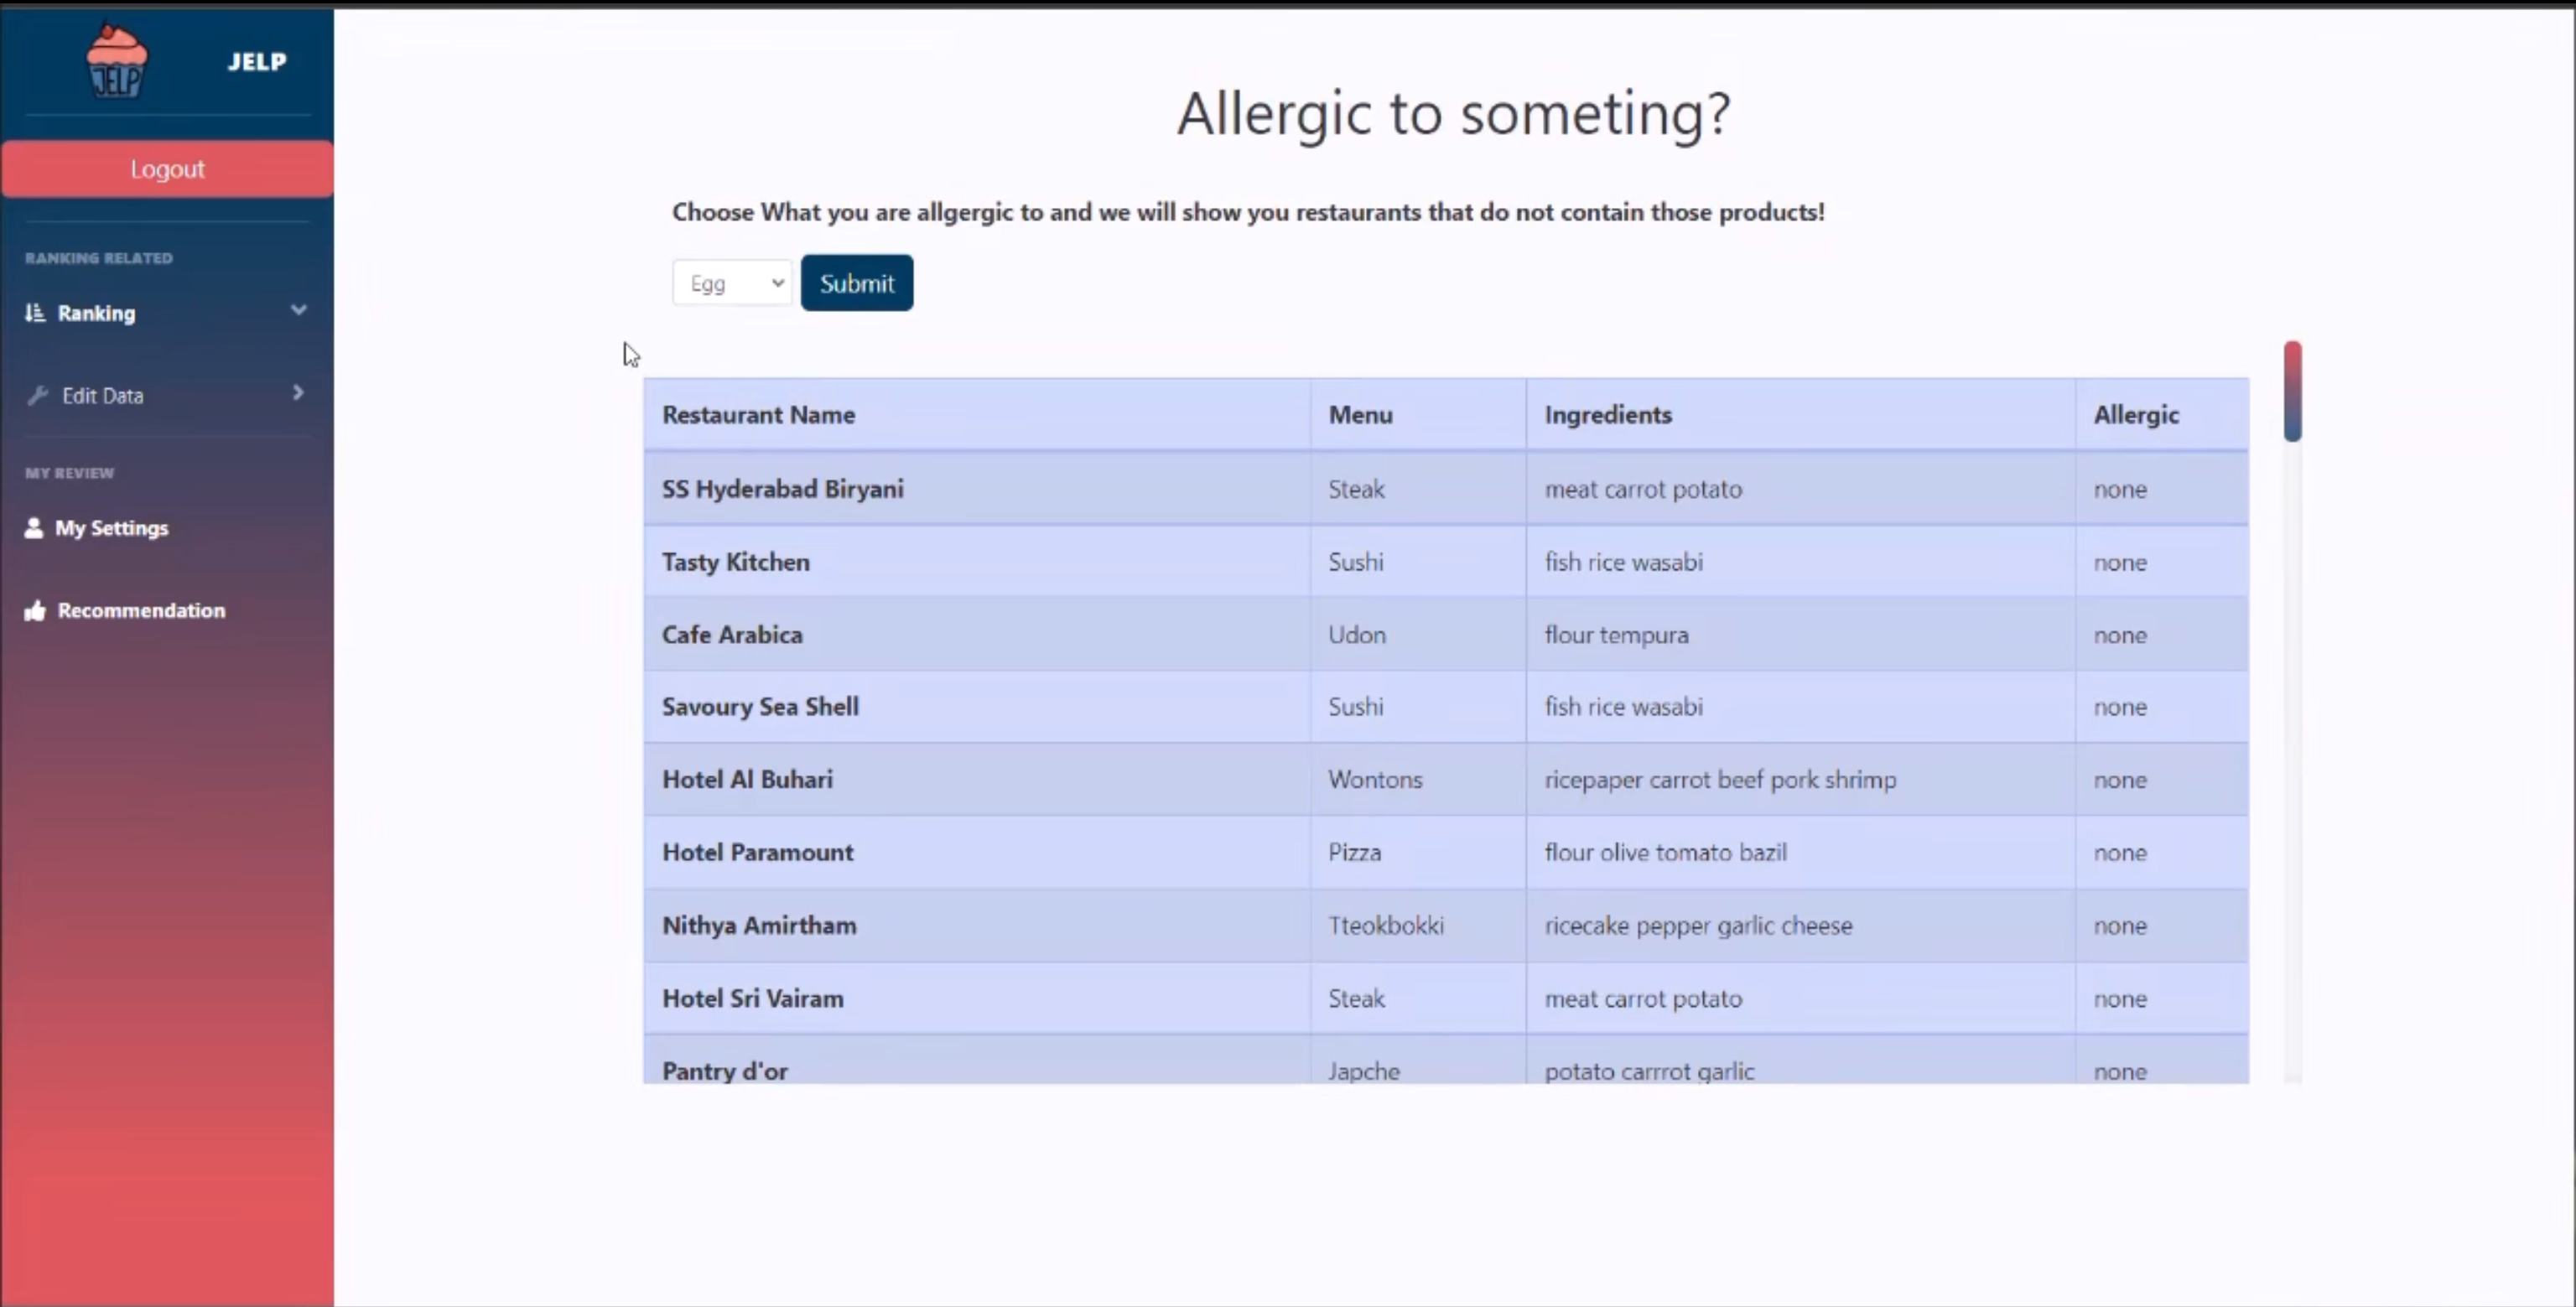 JELP
JELP
Logout
RANKING RELATED
Ranking
Edit Data
MY REVIEW
My Settings
Recommendation
Allergic to someting?
Choose What you are allgergic to and we will show you restaurants that do not contain those products!
Egg Submit
Restaurant Name Menu Ingredients Allergic
SS Hyderabad Biryani Steak meat carrot potato none
Tasty Kitchen Sushi fish rice wasabi none
Cafe Arabica Udon flour tempura none
Savoury Sea Shell Sushi fish rice wasabi none
Hotel Al Buhari Wontons ricepaper carrot beef pork shrimp none
Hotel Paramount Pizza flour olive tomato bazil none
Nithya Amirtham Tteokbokki ricecake pepper garlic cheese none
Hotel Sri Vairam Steak meat carrot potato none
Pantry d'or Japche potato carrrot garlic none